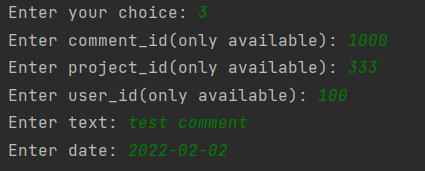 Enter your choice: 3
Enter comment_id(only available): 1000
Enter project_id(only available): 333
Enter user_id(only available): 100
Enter text: test comment
Enter date: 2022-02-02